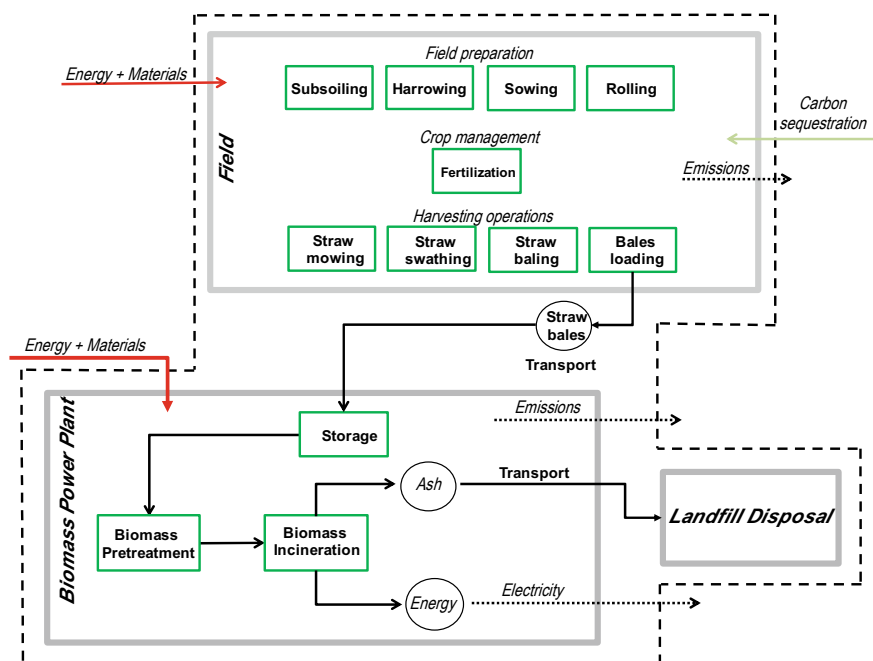 Field preparation
Energy + Materials
Subsoiling
Harrowing
Sowing
Rolling
Carbon
sequestration
Field
Crop management
Fertilization
Emissions
Harvesting operations
Straw
mowing
Straw
swathing
Straw
baling
Bales
loading
Straw
bales
Transport
Energy + Materials
Biomass Power Plant
Emissions
Storage
Ash
Transport
Landfill Disposal
Biomass
Pretreatment
Biomass
Incineration
Energy
Electricity